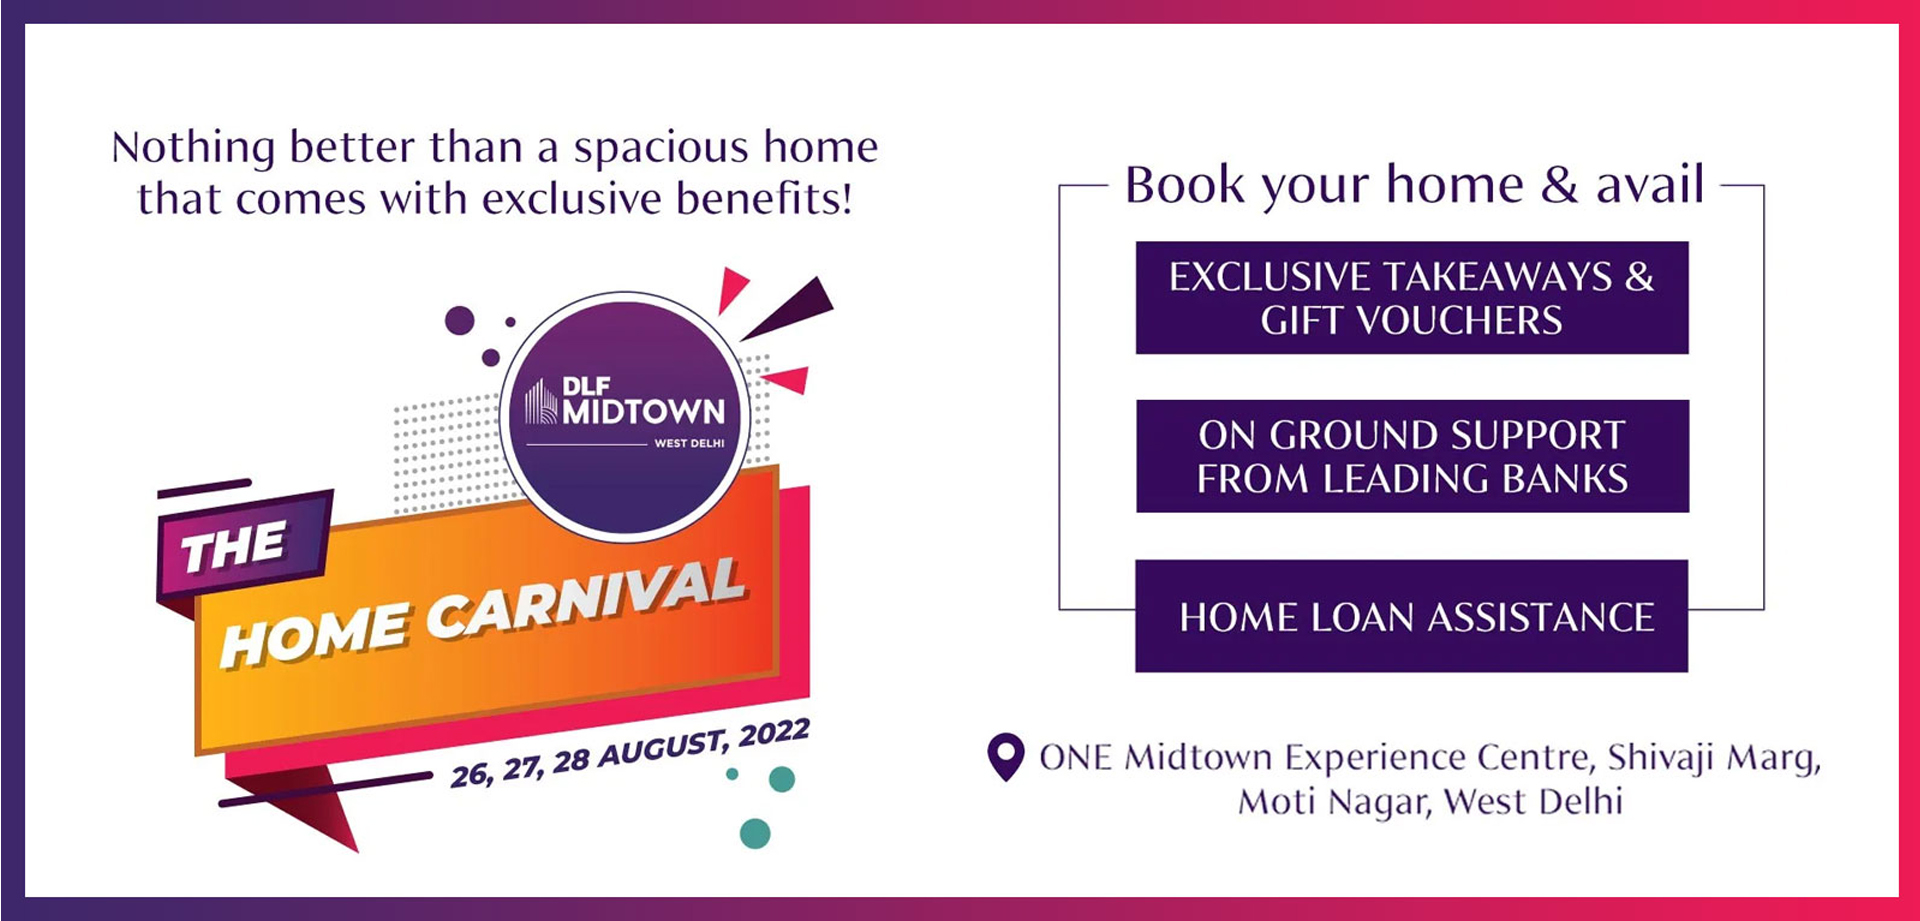 Nothing better than a spacious home
that comes with exclusive benefits!
DLF
MIDTOWN
WEST DELHI
THE
HOME CARNIVAL
26, 27, 28 AUGUST, 2022
Book your home & avail
EXCLUSIVE TAKEAWAYS &
GIFT VOUCHERS
ON GROUND SUPPORT
FROM LEADING BANKS
HOME LOAN ASSISTANCE
ONE Midtown Experience Centre, Shivaji Marg,
Moti Nagar, West Delhi